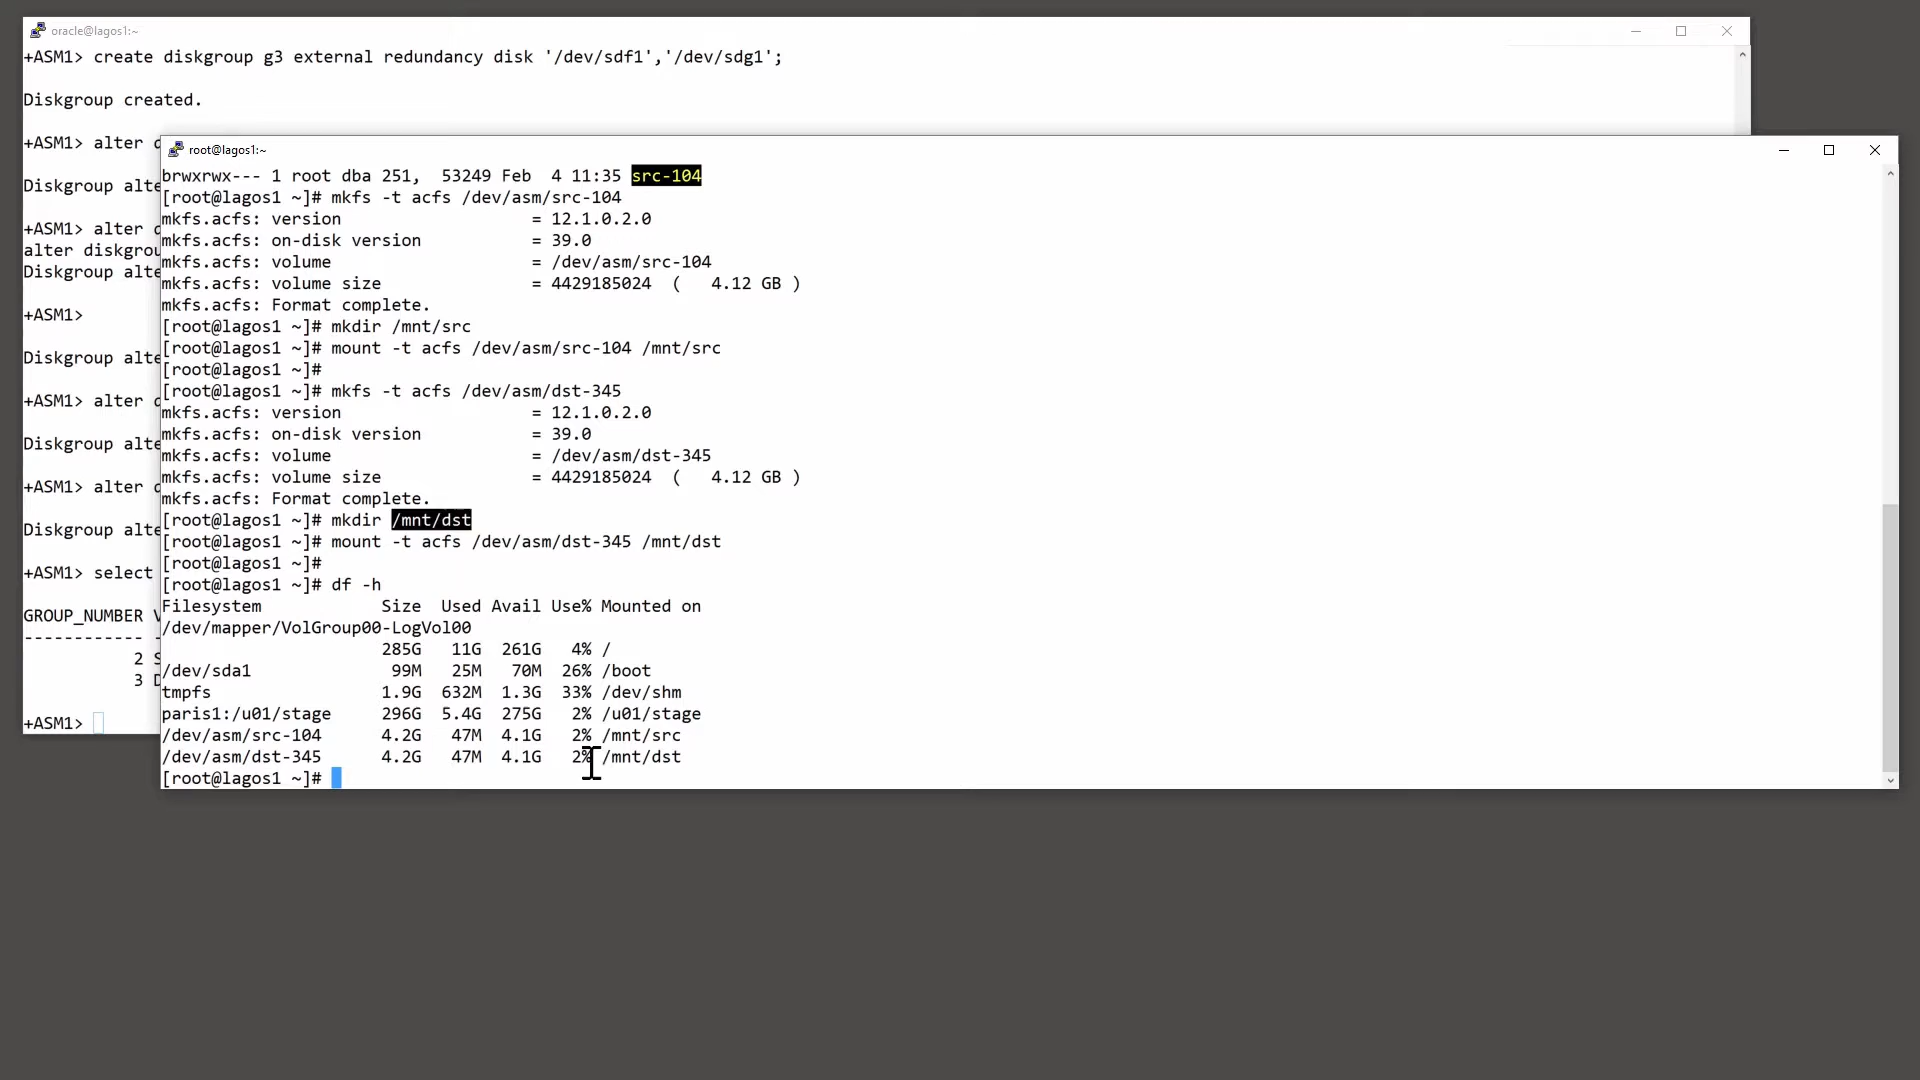 oracle@lagos1:~
+ASM1> create diskgroup g3 external redundancy disk '/dev/sdf1','/dev/sdg1';
Diskgroup created.
+ASM1> alter
Diskgroup alte
+ASM1> alter
alter diskgrou
Diskgroup alte
+ASM1>
Diskgroup alte
+ASM1> alter
Diskgroup alte
+ASM1> alter
Diskgroup alte
+ASM1> select
GROUP_NUMBER
------------
2
3
+ASM1>
root@lagos1:~
brwxrwx--- 1 root dba 251,  53249 Feb  4 11:35 src-104
[root@lagos1 ~]# mkfs -t acfs /dev/asm/src-104
mkfs.acfs: version                   = 12.1.0.2.0
mkfs.acfs: on-disk version           = 39.0
mkfs.acfs: volume                    = /dev/asm/src-104
mkfs.acfs: volume size               = 4429185024  (   4.12 GB )
mkfs.acfs: Format complete.
[root@lagos1 ~]# mkdir /mnt/src
[root@lagos1 ~]# mount -t acfs /dev/asm/src-104 /mnt/src
[root@lagos1 ~]#
[root@lagos1 ~]# mkfs -t acfs /dev/asm/dst-345
mkfs.acfs: version                   = 12.1.0.2.0
mkfs.acfs: on-disk version           = 39.0
mkfs.acfs: volume                    = /dev/asm/dst-345
mkfs.acfs: volume size               = 4429185024  (   4.12 GB )
mkfs.acfs: Format complete.
[root@lagos1 ~]# mkdir /mnt/dst
[root@lagos1 ~]# mount -t acfs /dev/asm/dst-345 /mnt/dst
[root@lagos1 ~]#
[root@lagos1 ~]# df -h
Filesystem            Size  Used Avail Use% Mounted on
/dev/mapper/VolGroup00-LogVol00
                      285G   11G  261G   4% /
/dev/sda1              99M   25M   70M  26% /boot
tmpfs                 1.9G  632M  1.3G  33% /dev/shm
paris1:/u01/stage     296G  5.4G  275G   2% /u01/stage
/dev/asm/src-104      4.2G   47M  4.1G   2% /mnt/src
/dev/asm/dst-345      4.2G   47M  4.1G   2% /mnt/dst
[root@lagos1 ~]#